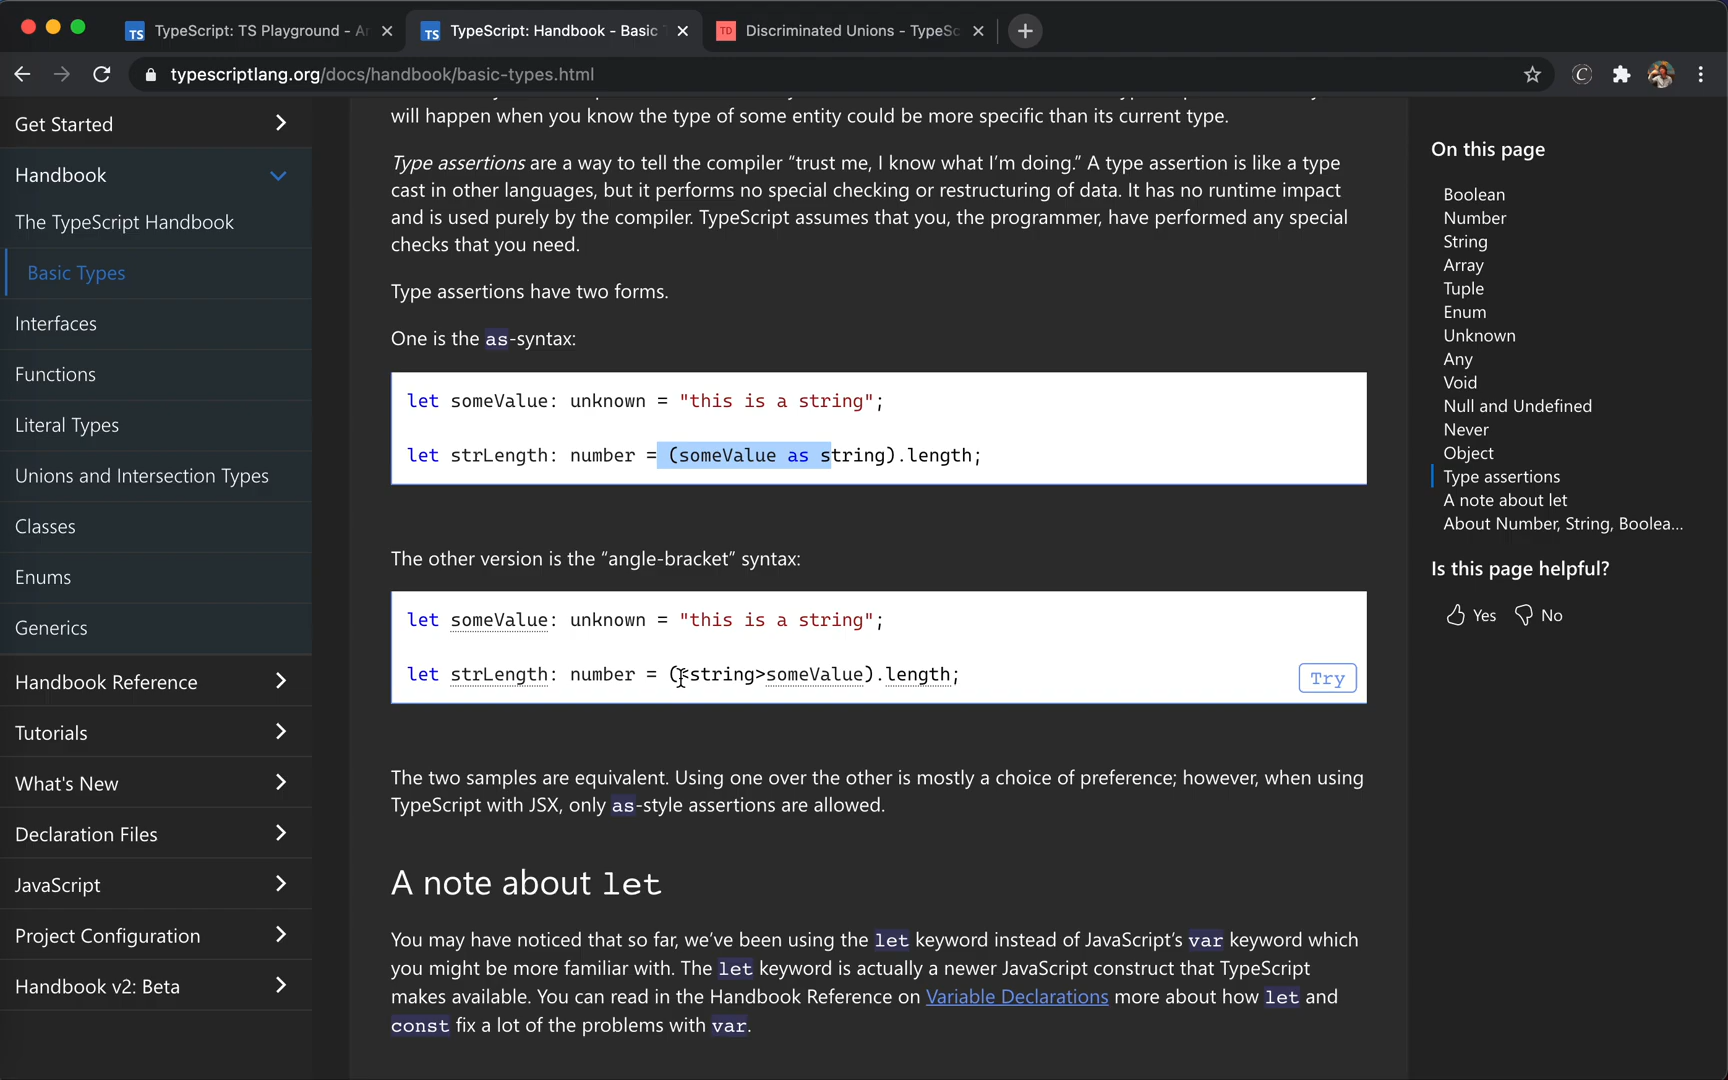 TypeScript: TS Playground - A
TypeScript: Handbook - Basic
Discriminated Unions - TypeSc
typescriptlang.org/docs/handbook/basic-types.html
Get Started
Handbook
The TypeScript Handbook
Basic Types
Interfaces
Functions
Literal Types
Unions and Intersection Types
Classes
Enums
Generics
Handbook Reference
Tutorials
What's New
Declaration Files
JavaScript
Project Configuration
Handbook v2: Beta
will happen when you know the type of some entity could be more specific than its current type.
Type assertions are a way to tell the compiler “trust me, I know what I’m doing.” A type assertion is like a type
cast in other languages, but it performs no special checking or restructuring of data. It has no runtime impact
and is used purely by the compiler. TypeScript assumes that you, the programmer, have performed any special
checks that you need.
Type assertions have two forms.
One is the as-syntax:
let someValue: unknown = "this is a string";
let strLength: number = (someValue as string).length;
The other version is the “angle-bracket” syntax:
let someValue: unknown = "this is a string";
let strLength: number = (<string>someValue).length;
Try
The two samples are equivalent. Using one over the other is mostly a choice of preference; however, when using
TypeScript with JSX, only as-style assertions are allowed.
A note about let
You may have noticed that so far, we’ve been using the let keyword instead of JavaScript’s var keyword which
you might be more familiar with. The let keyword is actually a newer JavaScript construct that TypeScript
makes available. You can read in the Handbook Reference on Variable Declarations more about how let and
const fix a lot of the problems with var.
On this page
Boolean
Number
String
Array
Tuple
Enum
Unknown
Any
Void
Null and Undefined
Never
Object
Type assertions
A note about let
About Number, String, Boolea...
Is this page helpful?
Yes No